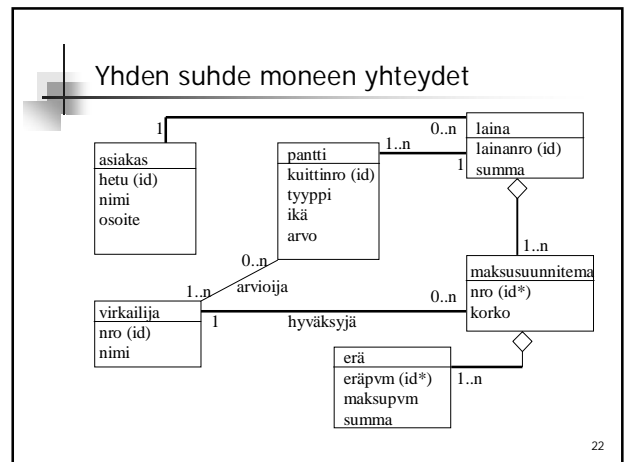 Yhden suhde moneen yhteydet
1
0..n
laina
lainanro (id)
summa
asiakas
hetu (id)
nimi
osoite
pantti
kuittinro (id)
tyyppi
ikä
arvo
1..n
1
0..n
1..n
arvioija
1..n
maksusuunnitema
nro (id*)
korko
virkailija
nro (id)
nimi
1
hyväksyjä
0..n
erä
eräpvm (id*)
maksupvm
summa
1..n
22